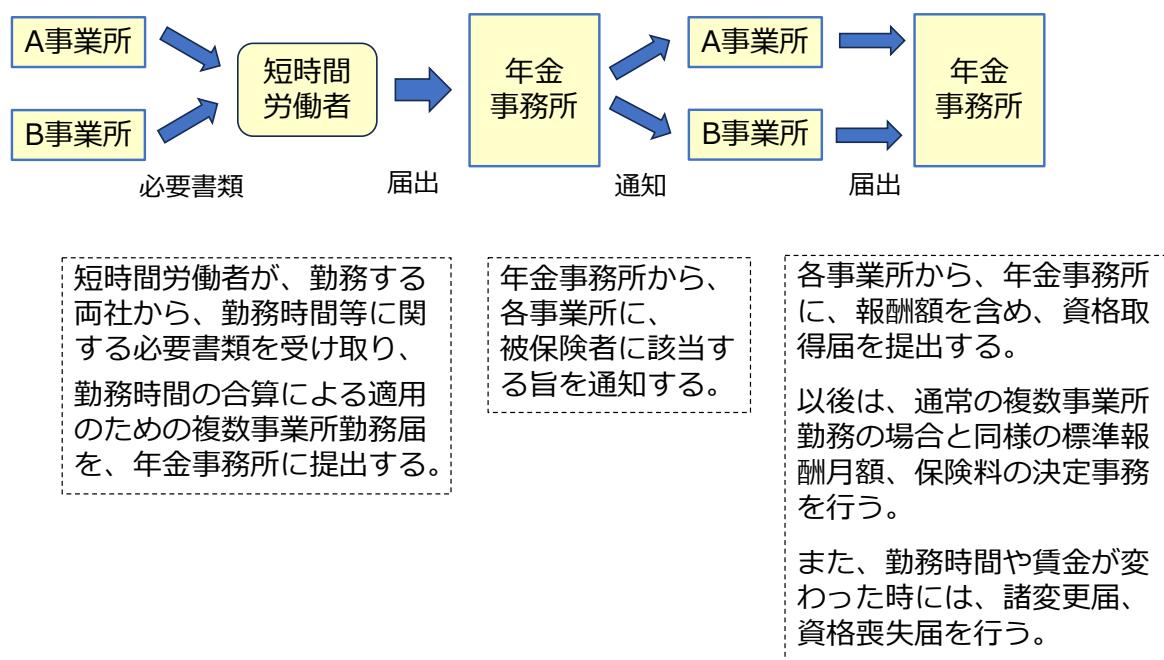 A事業所
B事業所
短時間
労働者
年金
事務所
A事業所
B事業所
年金
事務所
必要書類
届出
通知
届出
短時間労働者が、勤務する
両社から、勤務時間等に関
する必要書類を受け取り、
勤務時間の合算による適用
のための複数事業所勤務届
を、年金事務所に提出する。
年金事務所から、
各事業所に、
被保険者に該当す
る旨を通知する。
各事業所から、年金事務所
に、報酬額を含め、資格取
得届を提出する。
以後は、通常の複数事業所
勤務の場合と同様の標準報
酬月額、保険料の決定事務
を行う。
また、勤務時間や賃金が変
わった時には、諸変更届、
資格喪失届を行う。